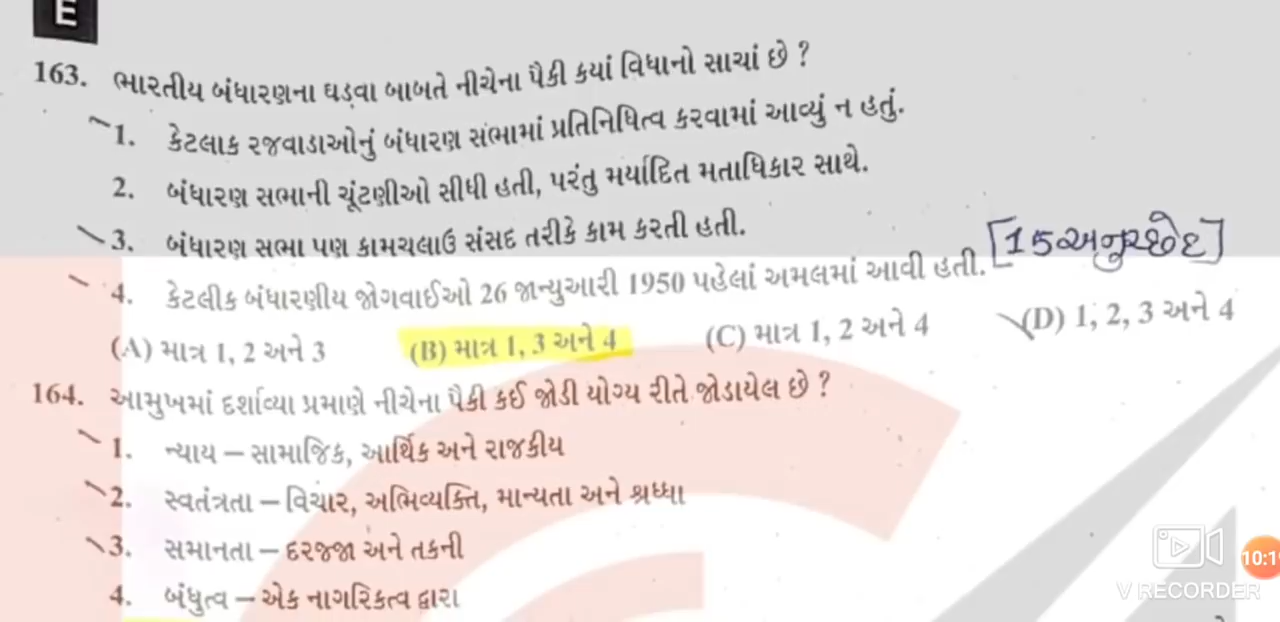 E
163. ભારતીય બંધારણના ઘડવા બાબતે નીચેના પૈકી કયાં વિધાનો સાચાં છે ?
1. કેટલાક રજવાડાઓનું બંધારણ સભામાં પ્રતિનિધિત્વ કરવામાં આવ્યું ન હતું.
2. બંધારણ સભાની ચૂંટણીઓ સીધી હતી, પરંતુ મર્યાદિત મતાધિકાર સાથે.
3. બંધારણ સભા પણ કામચલાઉ સંસદ તરીકે કામ કરતી હતી.
4. કેટલીક બંધારણીય જોગવાઈઓ 26 જાન્યુઆરી 1950 પહેલાં અમલમાં આવી હતી. [15 અનુચ્છેદ]
(A) માત્ર 1, 2 અને 3 (B) માત્ર 1, 3 અને 4 (C) માત્ર 1, 2 અને 4 (D) 1, 2, 3 અને 4
164. આમુખમાં દર્શાવ્યા પ્રમાણે નીચેના પૈકી કઈ જોડી યોગ્ય રીતે જોડાયેલ છે ?
1. ન્યાય – સામાજિક, આર્થિક અને રાજકીય
2. સ્વતંત્રતા – વિચાર, અભિવ્યક્તિ, માન્યતા અને શ્રધ્ધા
3. સમાનતા – દરજ્જા અને તકની
4. બંધુત્વ – એક નાગરિકત્વ દ્વારા
V RECORDER